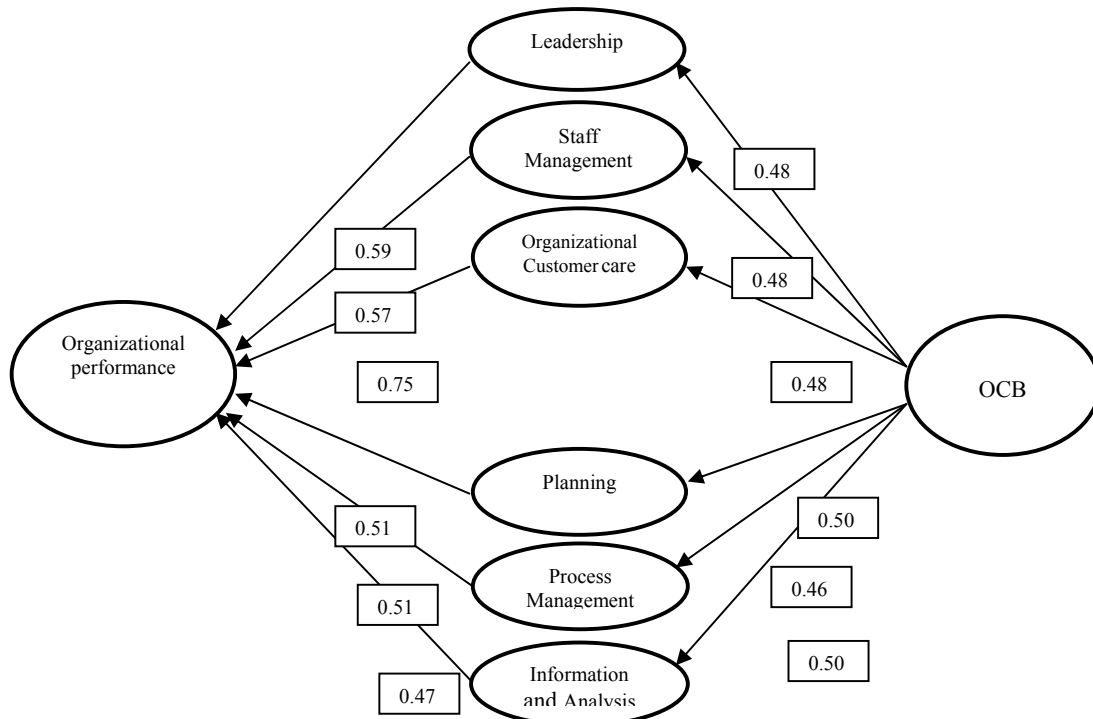 Leadership
Staff
Management
0.48
Organizational
Customer care
0.59
0.48
0.57
Organizational
performance
0.75
0.48
OCB
Planning
0.51
0.50
Process
Management
0.46
0.51
0.50
Information
and Analysis
0.47